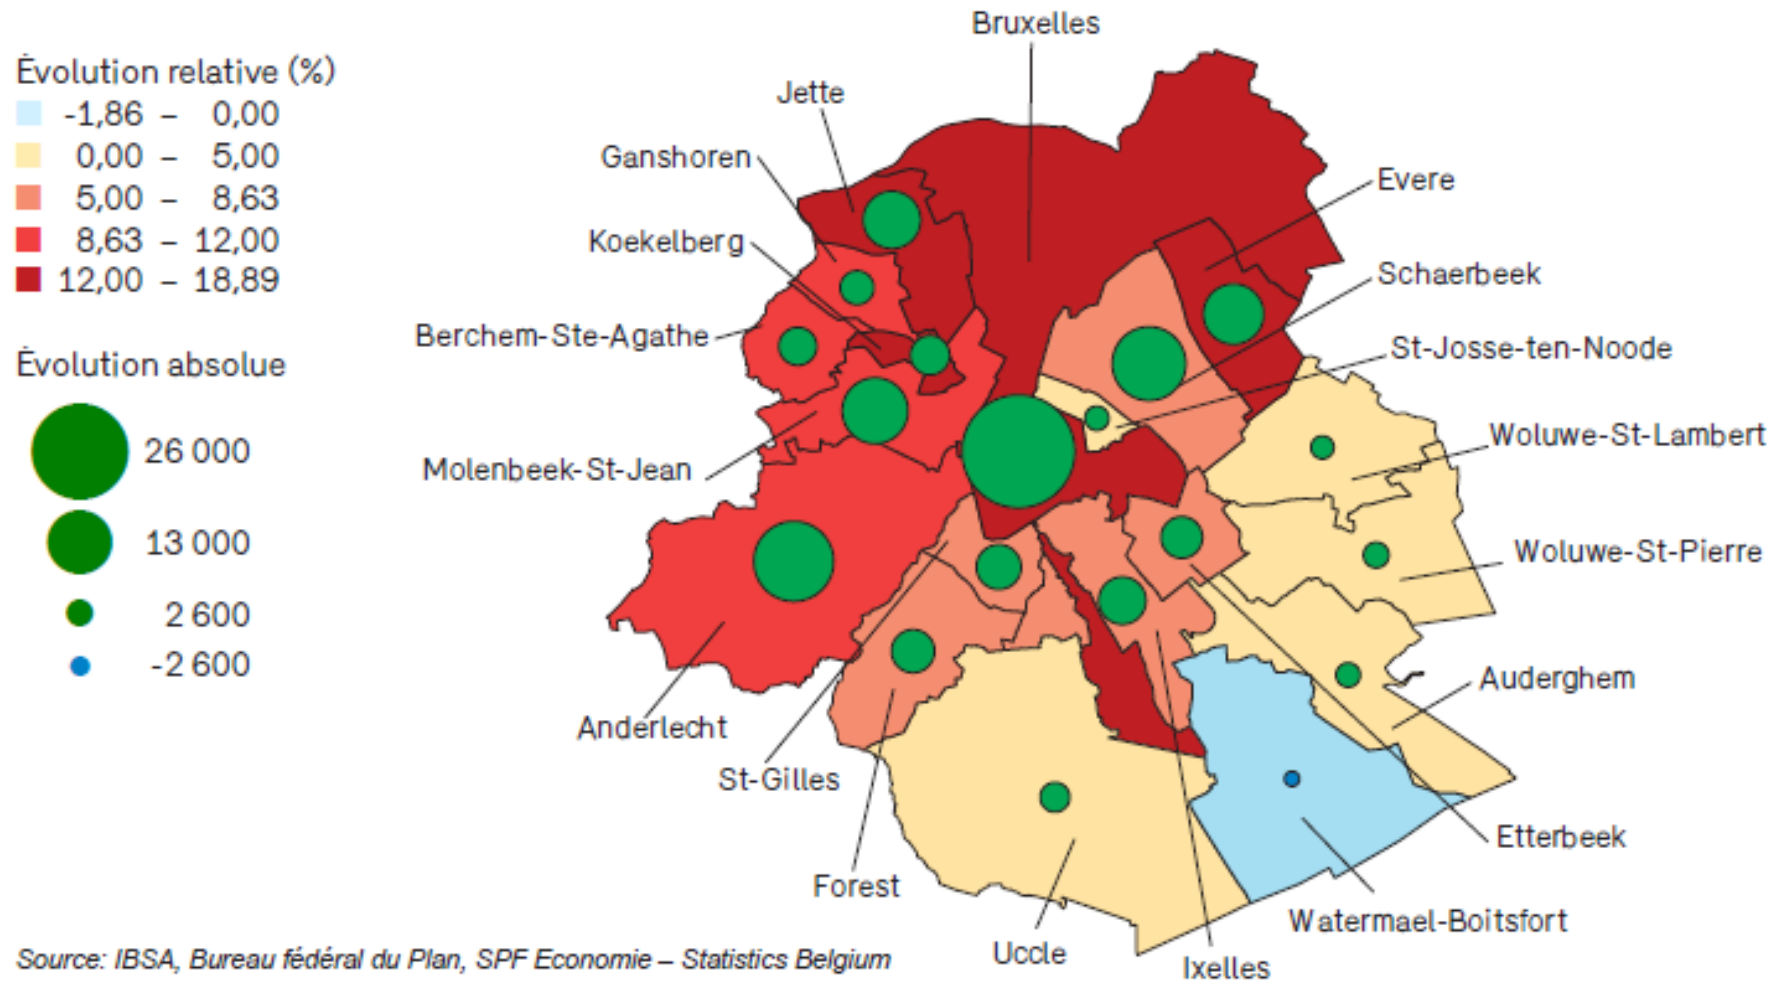 Évolution relative (%)
-1,86 – 0,00
0,00 – 5,00
5,00 – 8,63
8,63 – 12,00
12,00 – 18,89
Évolution absolue
26 000
13 000
2 600
-2 600
Bruxelles
Jette
Ganshoren
Koekelberg
Berchem-Ste-Agathe
Molenbeek-St-Jean
Anderlecht
St-Gilles
Forest
Uccle
Ixelles
Evere
Schaerbeek
St-Josse-ten-Noode
Woluwe-St-Lambert
Woluwe-St-Pierre
Auderghem
Etterbeek
Watermael-Boitsfort
Source: IBSA, Bureau fédéral du Plan, SPF Economie – Statistics Belgium